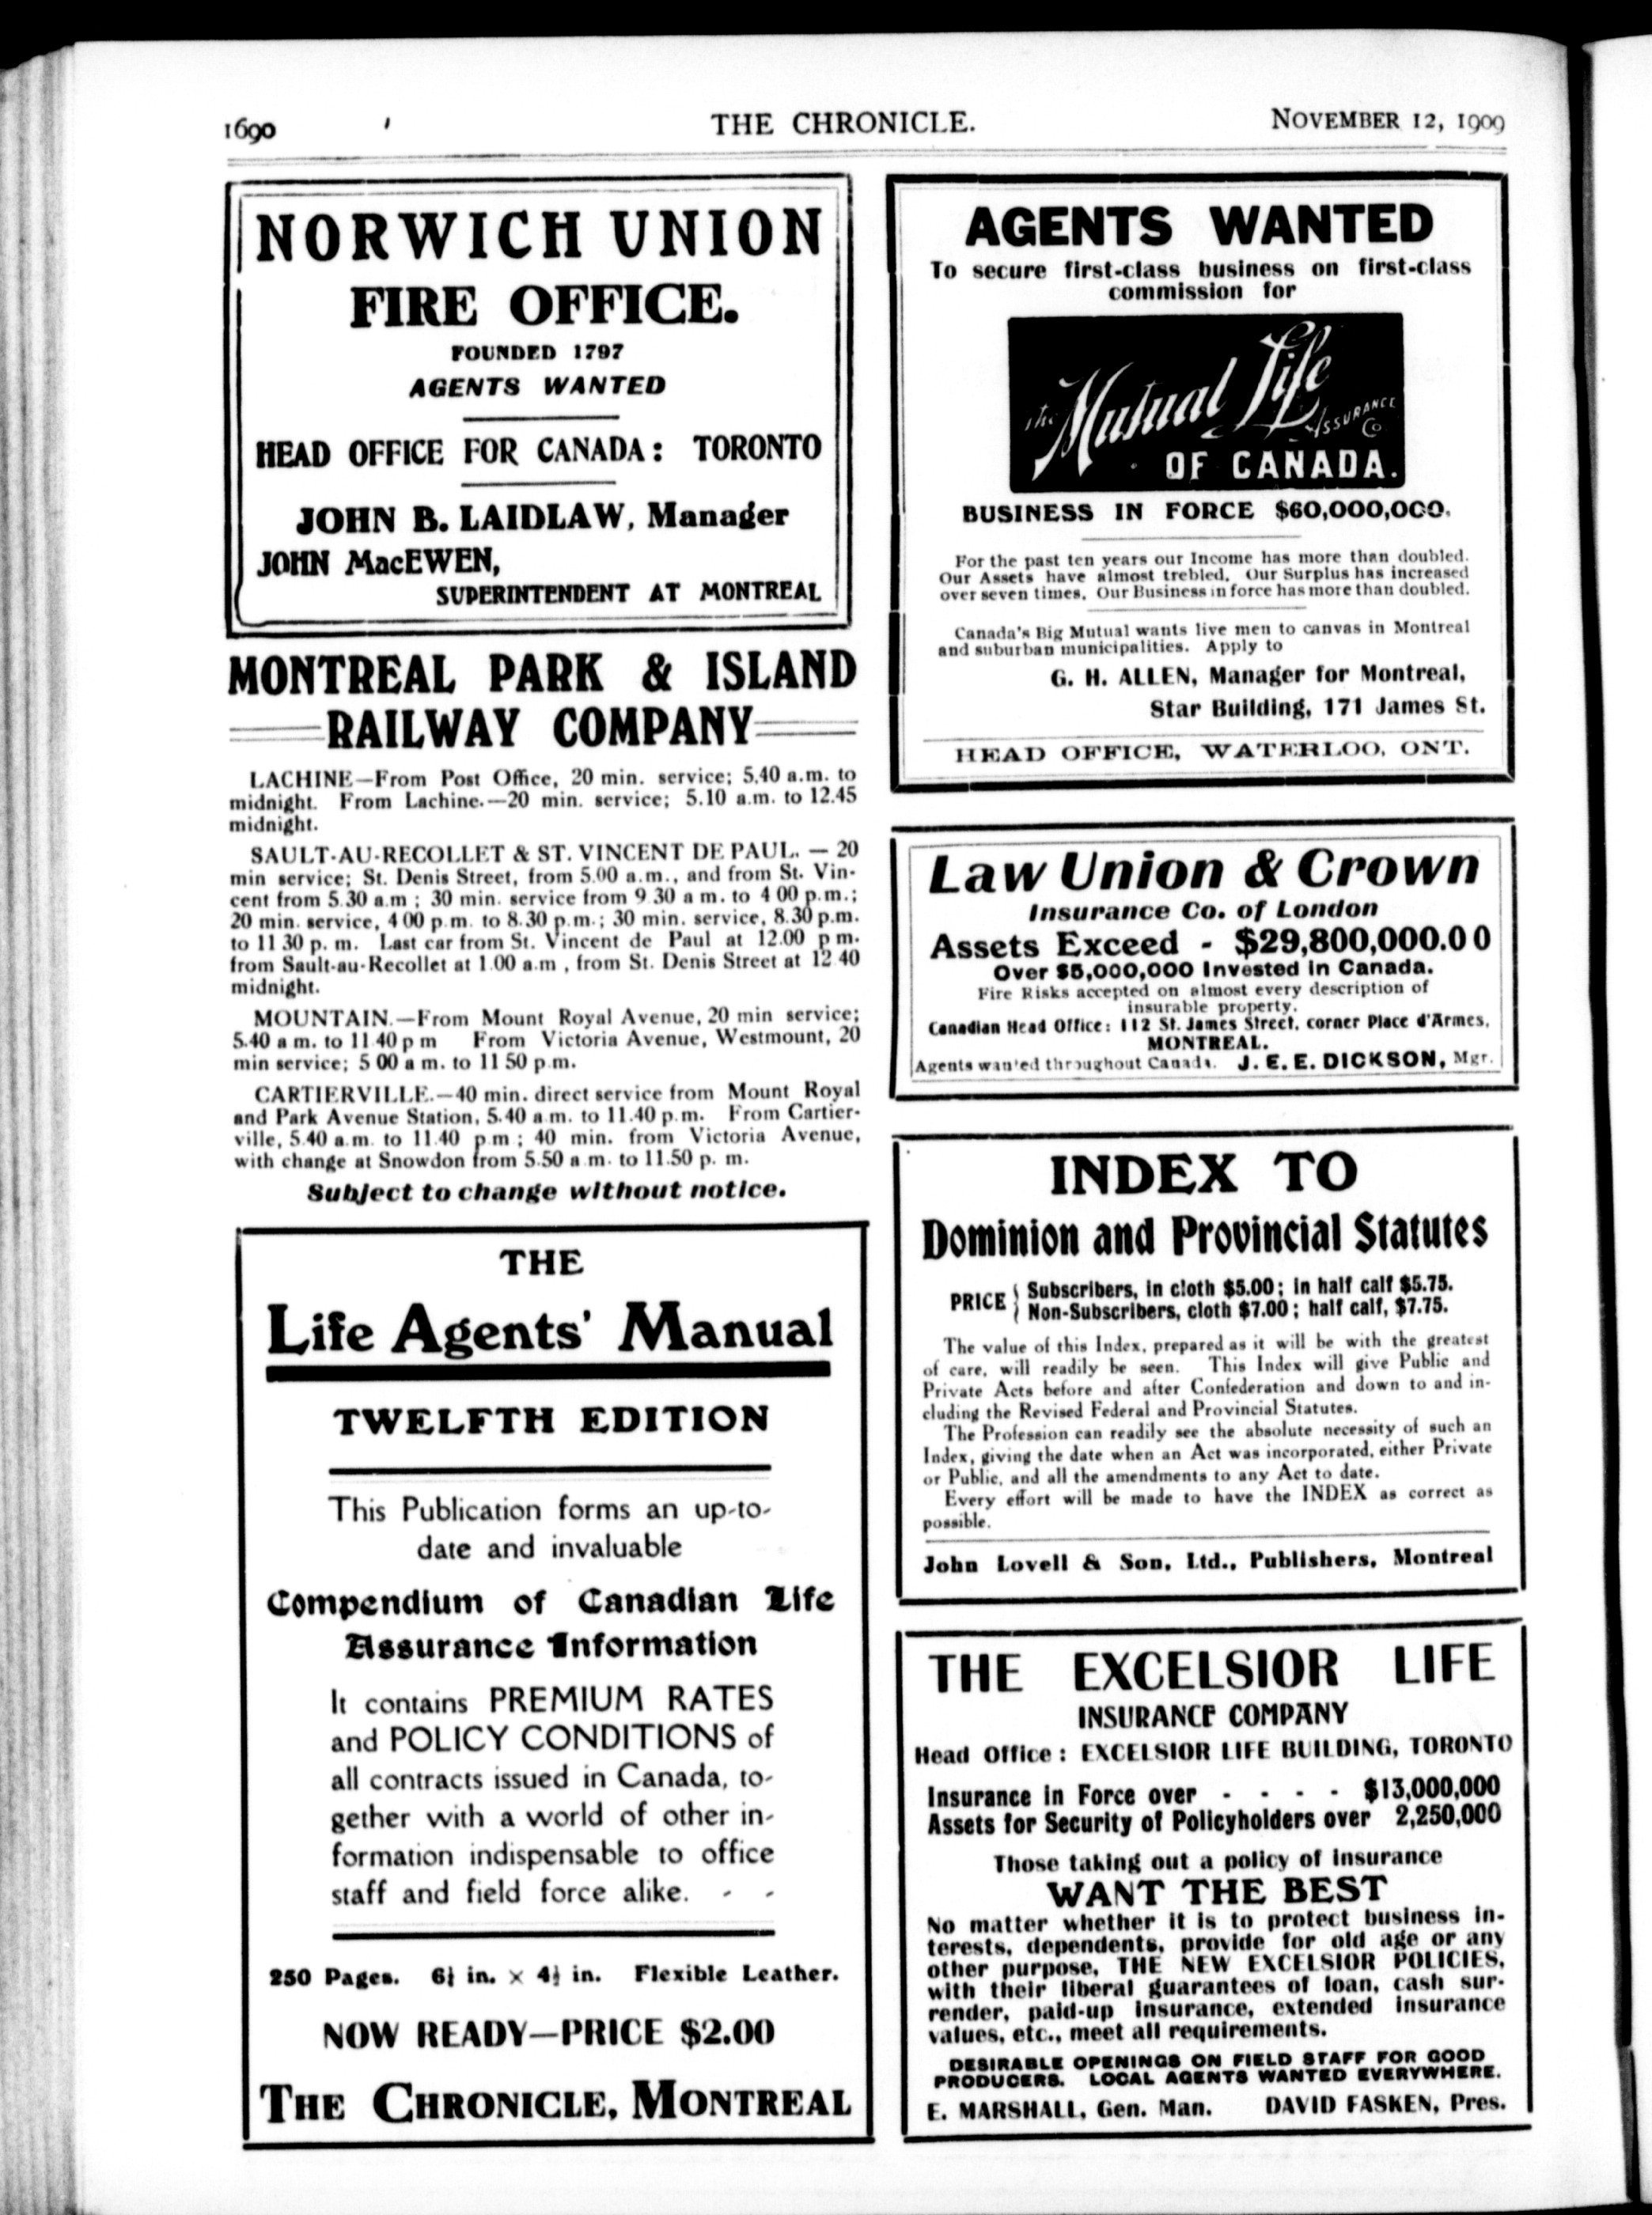 1690
THE CHRONICLE.
NOVEMBER 12, 1909
NORWICH UNION
FIRE OFFICE.
FOUNDED 1797
AGENTS WANTED
HEAD OFFICE FOR CANADA: TORONTO
JOHN B. LAIDLAW, Manager
JOHN MacEWEN,
SUPERINTENDENT AT MONTREAL
MONTREAL PARK & ISLAND
RAILWAY COMPANY
LACHINE—From Post Office, 20 min. service; 5.40 a.m. to
midnight. From Lachine.—20 min. service; 5.10 a.m. to 12.45
midnight.
SAULT-AU-RECOLLET & ST. VINCENT DE PAUL. — 20
min service; St. Denis Street, from 5.00 a.m., and from St. Vin-
cent from 5.30 a.m ; 30 min. service from 9.30 a m. to 4 00 p.m.;
20 min. service, 4 00 p.m. to 8.30 p.m.; 30 min. service, 8.30 p.m.
to 11 30 p. m. Last car from St. Vincent de Paul at 12.00 p m.
from Sault-au-Recollet at 1.00 a.m , from St. Denis Street at 12 40
midnight.
MOUNTAIN.—From Mount Royal Avenue, 20 min service;
5.40 a m. to 11 40 p m From Victoria Avenue, Westmount, 20
min service; 5 00 a m. to 11 50 p.m.
CARTIERVILLE.—40 min. direct service from Mount Royal
and Park Avenue Station, 5.40 a.m. to 11.40 p.m. From Cartier-
ville, 5.40 a.m. to 11.40 p.m ; 40 min. from Victoria Avenue,
with change at Snowdon from 5.50 a m. to 11.50 p. m.
Subject to change without notice.
THE
Life Agents' Manual
TWELFTH EDITION
This Publication forms an up-to-
date and invaluable
Compendium of Canadian Life
Assurance Information
It contains PREMIUM RATES
and POLICY CONDITIONS of
all contracts issued in Canada, to-
gether with a world of other in-
formation indispensable to office
staff and field force alike. - -
250 Pages. in. × in. Flexible Leather.
NOW READY—PRICE $2.00
THE CHRONICLE, MONTREAL
AGENTS WANTED
To secure first-class business on first-class
commission for
The Mutual Life
ASSURANCE
Co
OF CANADA.
BUSINESS IN FORCE $60,000,000.
For the past ten years our Income has more than doubled.
Our Assets have almost trebled. Our Surplus has increased
over seven times. Our Business in force has more than doubled.
Canada's Big Mutual wants live men to canvas in Montreal
and suburban municipalities. Apply to
G. H. ALLEN, Manager for Montreal,
Star Building, 171 James St.
HEAD OFFICE, WATERLOO, ONT.
Law Union & Crown
Insurance Co. of London
Assets Exceed - $29,800,000.00
Over $5,000,000 Invested in Canada.
Fire Risks accepted on almost every description of
insurable property.
Canadian Head Office: 112 St. James Street, corner Place d'Armes,
MONTREAL.
Agents wanted throughout Canada. J. E. E. DICKSON, Mgr.
INDEX TO
Dominion and Provincial Statutes
PRICE { Subscribers, in cloth $5.00; in half calf $5.75.
Non-Subscribers, cloth $7.00; half calf, $7.75.
The value of this Index, prepared as it will be with the greatest
of care, will readily be seen. This Index will give Public and
Private Acts before and after Confederation and down to and in-
cluding the Revised Federal and Provincial Statutes.
The Profession can readily see the absolute necessity of such an
Index, giving the date when an Act was incorporated, either Private
or Public, and all the amendments to any Act to date.
Every effort will be made to have the INDEX as correct as
possible.
John Lovell & Son, Ltd., Publishers, Montreal
THE EXCELSIOR LIFE
INSURANCE COMPANY
Head Office: EXCELSIOR LIFE BUILDING, TORONTO
Insurance in Force over - - - - $13,000,000
Assets for Security of Policyholders over 2,250,000
Those taking out a policy of insurance
WANT THE BEST
No matter whether it is to protect business in-
terests, dependents, provide for old age or any
other purpose, THE NEW EXCELSIOR POLICIES,
with their liberal guarantees of loan, cash sur-
render, paid-up insurance, extended insurance
values, etc., meet all requirements.
DESIRABLE OPENINGS ON FIELD STAFF FOR GOOD
PRODUCERS. LOCAL AGENTS WANTED EVERYWHERE.
E. MARSHALL, Gen. Man. DAVID FASKEN, Pres.